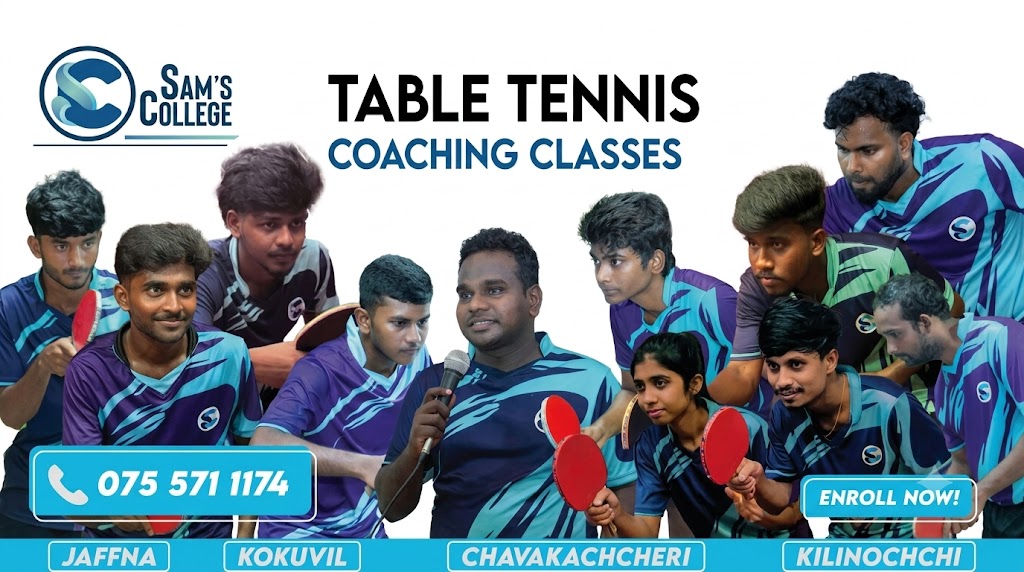 SAM'S
COLLEGE
TABLE TENNIS
COACHING CLASSES
075 571 1174
ENROLL NOW!
JAFFNA
KOKUVIL
CHAVAKACHCHERI
KILINOCHCHI